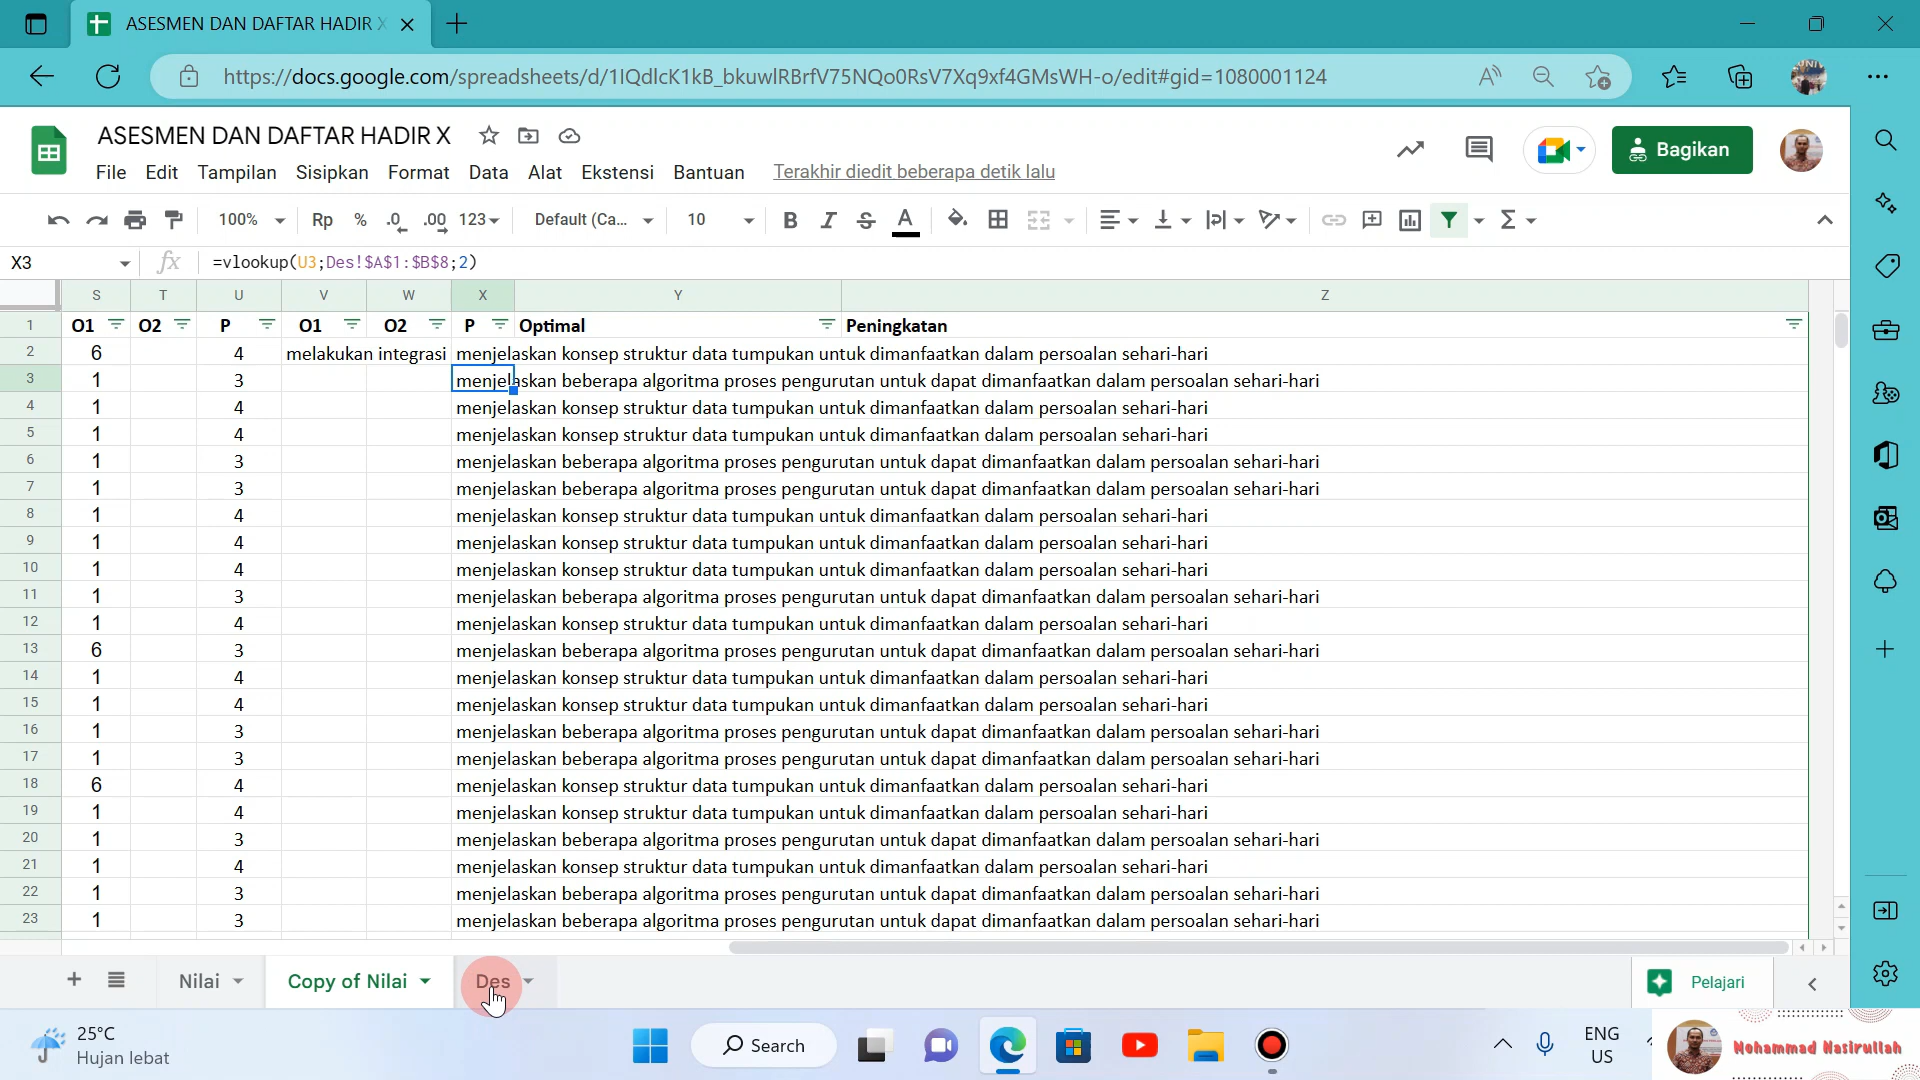 ASESMEN DAN DAFTAR HADIR X
https://docs.google.com/spreadsheets/d/1IQdlcK1kB_bkuwlRBrfV75NQo0RsV7Xq9xf4GMsWH-o/edit#gid=1080001124
ASESMEN DAN DAFTAR HADIR X
File Edit Tampilan Sisipkan Format Data Alat Ekstensi Bantuan Terakhir diedit beberapa detik lalu
Bagikan
100% Rp % .0 .00 123 Default (Ca... 10 B I S A Σ
X3 fx =vlookup(U3;Des!$A$1:$B$8;2)
S T U V W X Y Z
1 O1 O2 P O1 O2 P Optimal Peningkatan
2 6 4 melakukan integrasi menjelaskan konsep struktur data tumpukan untuk dimanfaatkan dalam persoalan sehari-hari
3 1 3 menjelaskan beberapa algoritma proses pengurutan untuk dapat dimanfaatkan dalam persoalan sehari-hari
4 1 4 menjelaskan konsep struktur data tumpukan untuk dimanfaatkan dalam persoalan sehari-hari
5 1 4 menjelaskan konsep struktur data tumpukan untuk dimanfaatkan dalam persoalan sehari-hari
6 1 3 menjelaskan beberapa algoritma proses pengurutan untuk dapat dimanfaatkan dalam persoalan sehari-hari
7 1 3 menjelaskan beberapa algoritma proses pengurutan untuk dapat dimanfaatkan dalam persoalan sehari-hari
8 1 4 menjelaskan konsep struktur data tumpukan untuk dimanfaatkan dalam persoalan sehari-hari
9 1 4 menjelaskan konsep struktur data tumpukan untuk dimanfaatkan dalam persoalan sehari-hari
10 1 4 menjelaskan konsep struktur data tumpukan untuk dimanfaatkan dalam persoalan sehari-hari
11 1 3 menjelaskan beberapa algoritma proses pengurutan untuk dapat dimanfaatkan dalam persoalan sehari-hari
12 1 4 menjelaskan konsep struktur data tumpukan untuk dimanfaatkan dalam persoalan sehari-hari
13 6 3 menjelaskan beberapa algoritma proses pengurutan untuk dapat dimanfaatkan dalam persoalan sehari-hari
14 1 4 menjelaskan konsep struktur data tumpukan untuk dimanfaatkan dalam persoalan sehari-hari
15 1 4 menjelaskan konsep struktur data tumpukan untuk dimanfaatkan dalam persoalan sehari-hari
16 1 3 menjelaskan beberapa algoritma proses pengurutan untuk dapat dimanfaatkan dalam persoalan sehari-hari
17 1 3 menjelaskan beberapa algoritma proses pengurutan untuk dapat dimanfaatkan dalam persoalan sehari-hari
18 6 4 menjelaskan konsep struktur data tumpukan untuk dimanfaatkan dalam persoalan sehari-hari
19 1 4 menjelaskan konsep struktur data tumpukan untuk dimanfaatkan dalam persoalan sehari-hari
20 1 3 menjelaskan beberapa algoritma proses pengurutan untuk dapat dimanfaatkan dalam persoalan sehari-hari
21 1 4 menjelaskan konsep struktur data tumpukan untuk dimanfaatkan dalam persoalan sehari-hari
22 1 3 menjelaskan beberapa algoritma proses pengurutan untuk dapat dimanfaatkan dalam persoalan sehari-hari
23 1 3 menjelaskan beberapa algoritma proses pengurutan untuk dapat dimanfaatkan dalam persoalan sehari-hari
Nilai Copy of Nilai Des Pelajari
25°C
Hujan lebat
Search
ENG
US
Mohammad Nasirullah